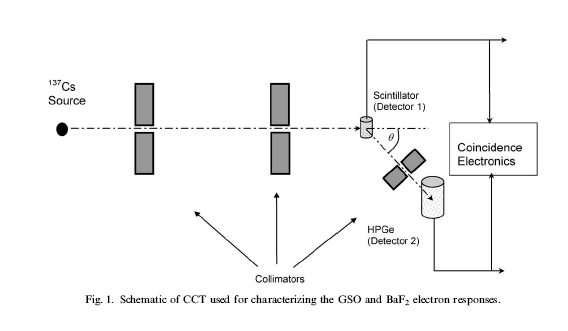 ¹³⁷Cs
Source
Scintillator
(Detector 1)
θ
Coincidence
Electronics
HPGe
(Detector 2)
Collimators
Fig. 1. Schematic of CCT used for characterizing the GSO and BaF₂ electron responses.